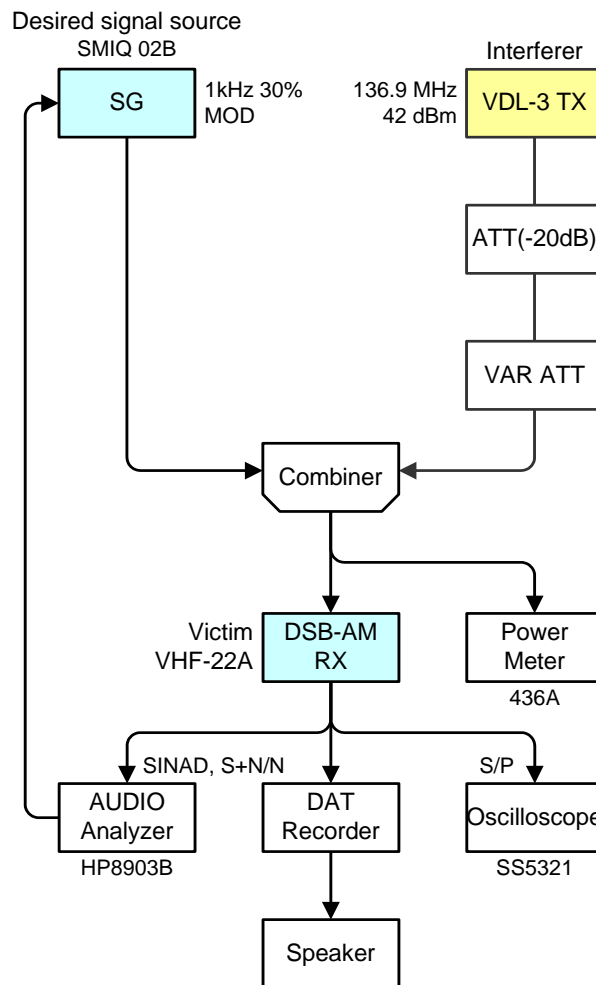 Desired signal source
SMIQ 02B
SG
1kHz 30%
MOD
Interferer
136.9 MHz
42 dBm
VDL-3 TX
ATT(-20dB)
VAR ATT
Combiner
Victim
VHF-22A
DSB-AM
RX
Power
Meter
436A
SINAD, S+N/N
S/P
AUDIO
Analyzer
HP8903B
DAT
Recorder
Oscilloscope
SS5321
Speaker